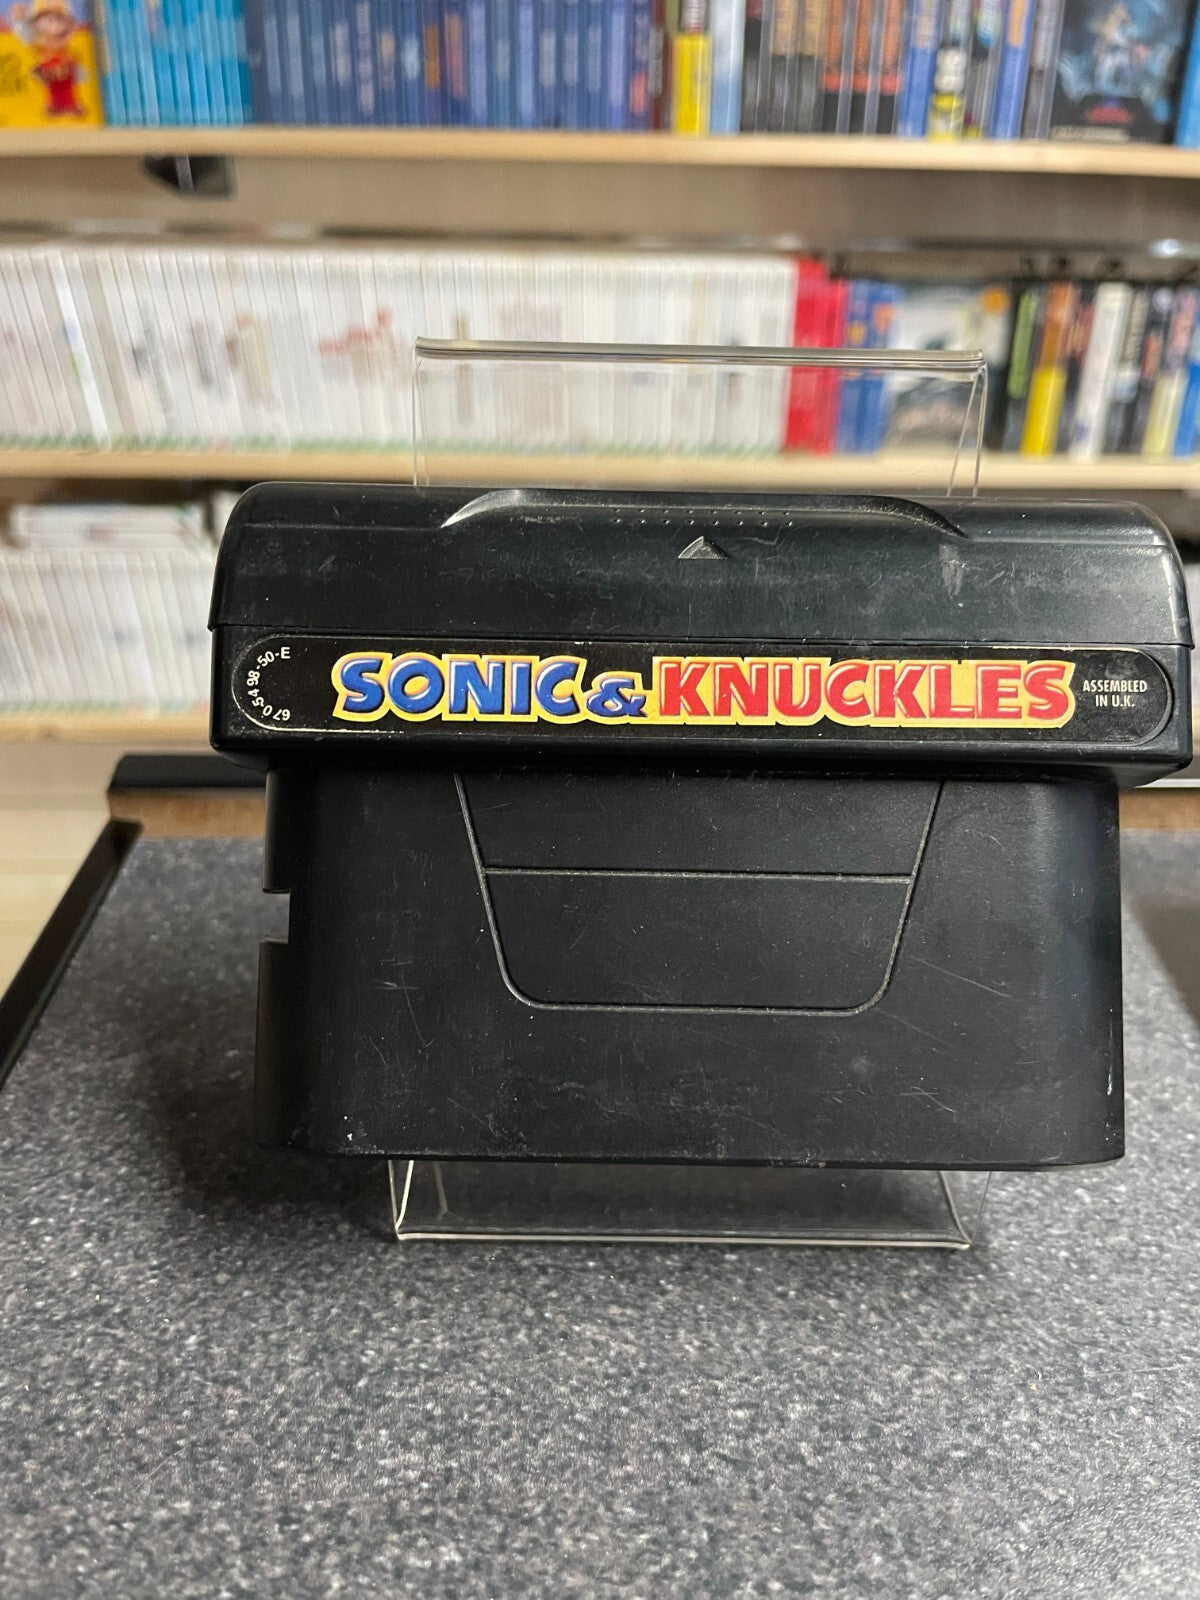 670-5498-50-E
SONIC & KNUCKLES
ASSEMBLED
IN U.K.